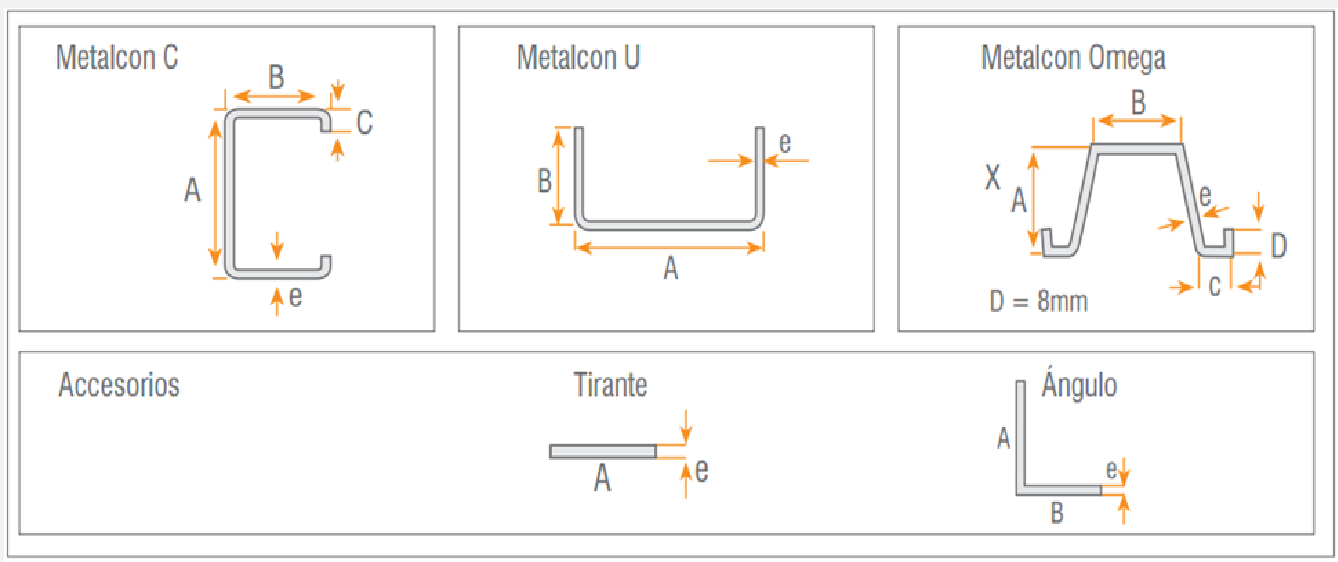 Metalcon C
B
C
A
e
Metalcon U
e
B
A
Metalcon Omega
B
X
A
e
D
C
D = 8mm
Accesorios
Tirante
A
e
Ángulo
A
e
B